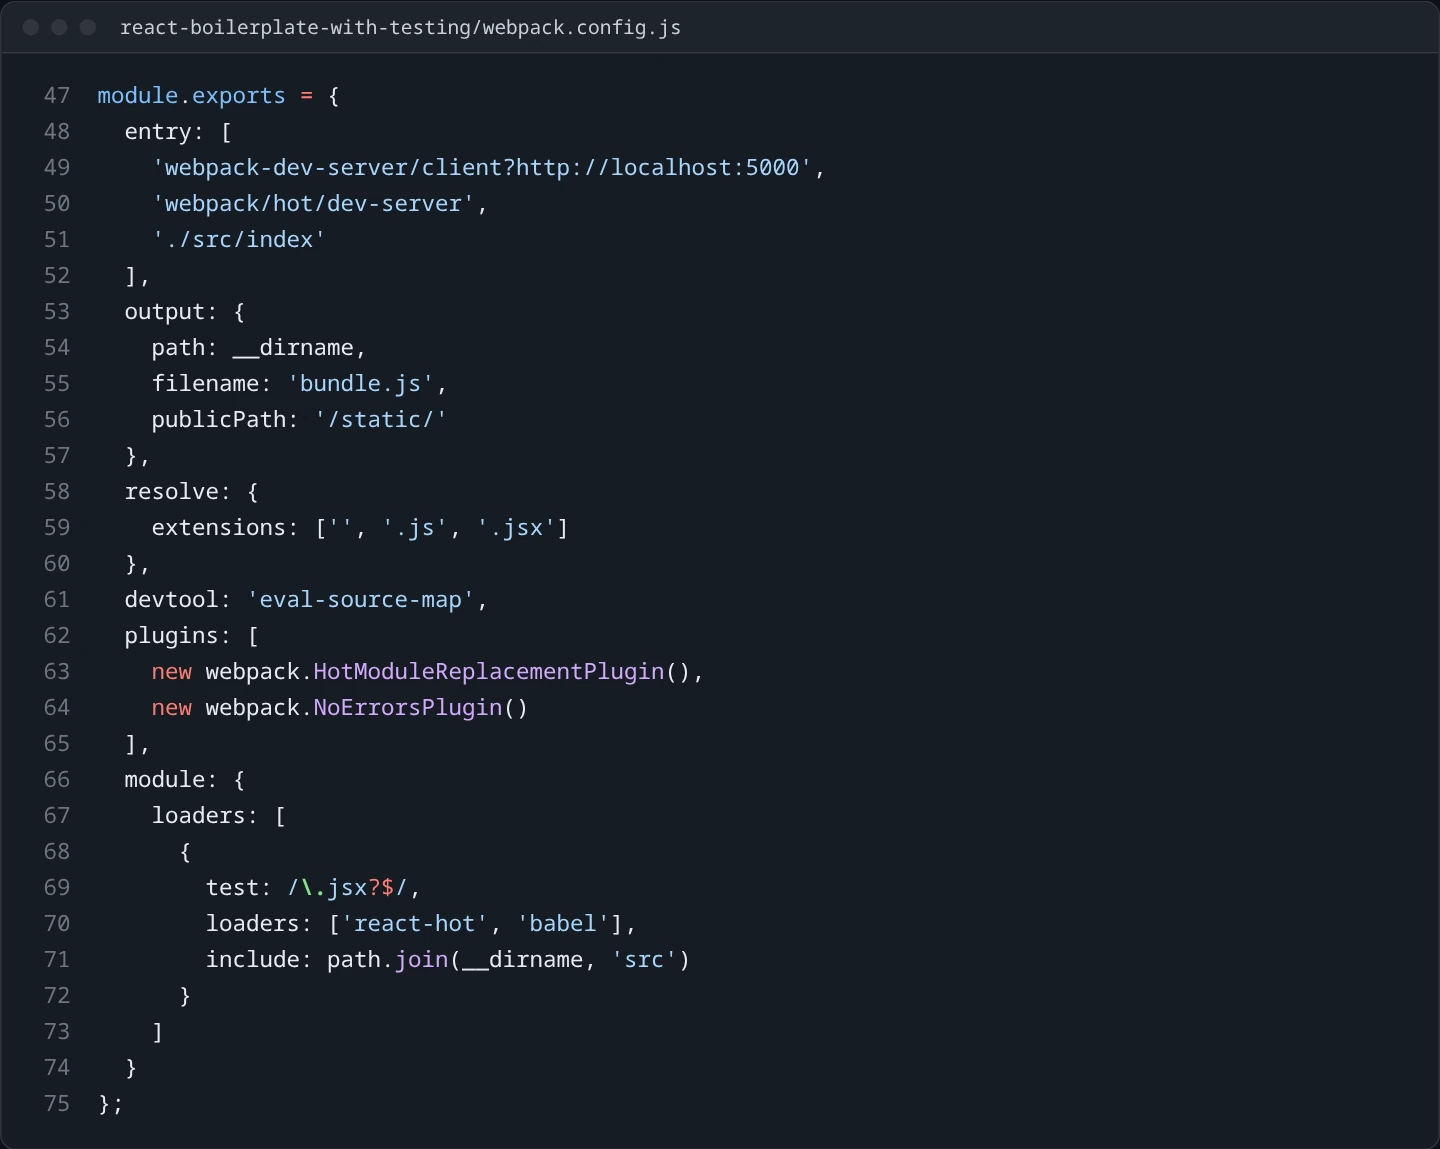 react-boilerplate-with-testing/webpack.config.js
47 module.exports = {
48   entry: [
49     'webpack-dev-server/client?http://localhost:5000',
50     'webpack/hot/dev-server',
51     './src/index'
52   ],
53   output: {
54     path: __dirname,
55     filename: 'bundle.js',
56     publicPath: '/static/'
57   },
58   resolve: {
59     extensions: ['', '.js', '.jsx']
60   },
61   devtool: 'eval-source-map',
62   plugins: [
63     new webpack.HotModuleReplacementPlugin(),
64     new webpack.NoErrorsPlugin()
65   ],
66   module: {
67     loaders: [
68       {
69         test: /\.jsx?$/,
70         loaders: ['react-hot', 'babel'],
71         include: path.join(__dirname, 'src')
72       }
73     ]
74   }
75 };